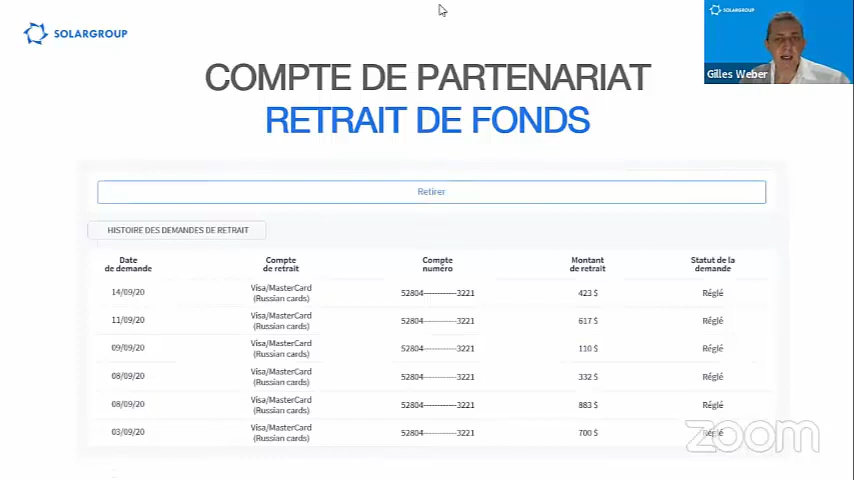 SOLARGROUP
SOLARGROUP
Gilles Weber
COMPTE DE PARTENARIAT
RETRAIT DE FONDS
Retirer
HISTOIRE DES DEMANDES DE RETRAIT
Date de demande Compte de retrait Compte numéro Montant de retrait Statut de la demande
14/09/20 Visa/MasterCard (Russian cards) 52804------------3221 423 $ Réglé
11/09/20 Visa/MasterCard (Russian cards) 52804------------3221 617 $ Réglé
09/09/20 Visa/MasterCard (Russian cards) 52804------------3221 110 $ Réglé
08/09/20 Visa/MasterCard (Russian cards) 52804------------3221 332 $ Réglé
08/09/20 Visa/MasterCard (Russian cards) 52804------------3221 883 $ Réglé
03/09/20 Visa/MasterCard (Russian cards) 52804------------3221 700 $ Réglé
zoom